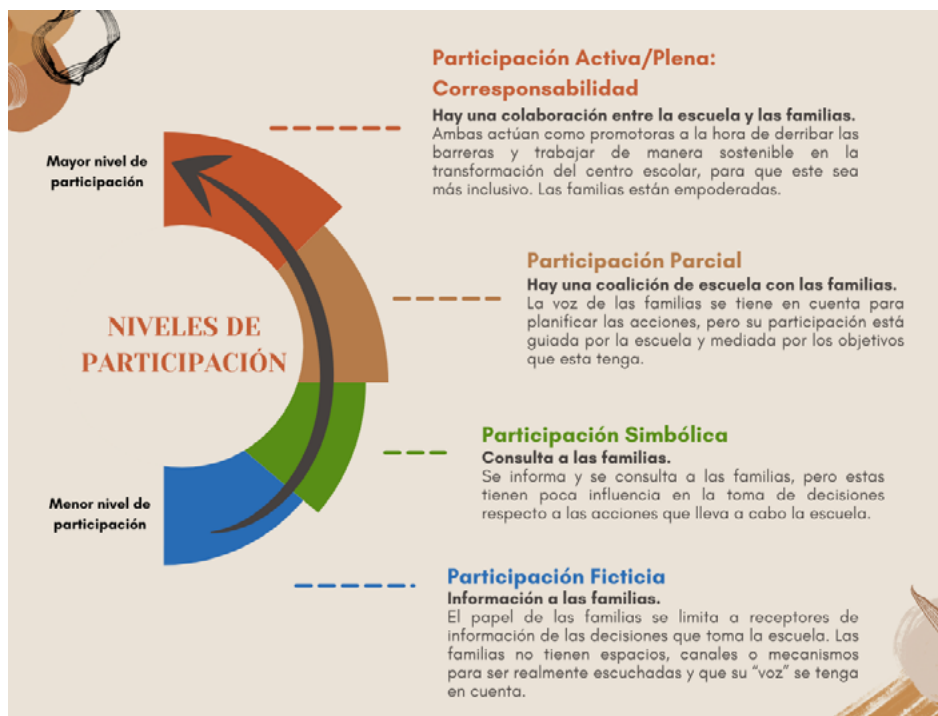 Participación Activa/Plena:
Corresponsabilidad
Hay una colaboración entre la escuela y las familias.
Ambas actúan como promotoras a la hora de derribar las
barreras y trabajar de manera sostenible en la
transformación del centro escolar, para que este sea
más inclusivo. Las familias están empoderadas.
Mayor nivel de
participación
Participación Parcial
Hay una coalición de escuela con las familias.
La voz de las familias se tiene en cuenta para
planificar las acciones, pero su participación está
guiada por la escuela y mediada por los objetivos
que esta tenga.
NIVELES DE
PARTICIPACIÓN
Participación Simbólica
Consulta a las familias.
Se informa y se consulta a las familias, pero estas
tienen poca influencia en la toma de decisiones
respecto a las acciones que lleva a cabo la escuela.
Menor nivel de
participación
Participación Ficticia
Información a las familias.
El papel de las familias se limita a receptores de
información de las decisiones que toma la escuela. Las
familias no tienen espacios, canales o mecanismos
para ser realmente escuchadas y que su “voz” se tenga
en cuenta.